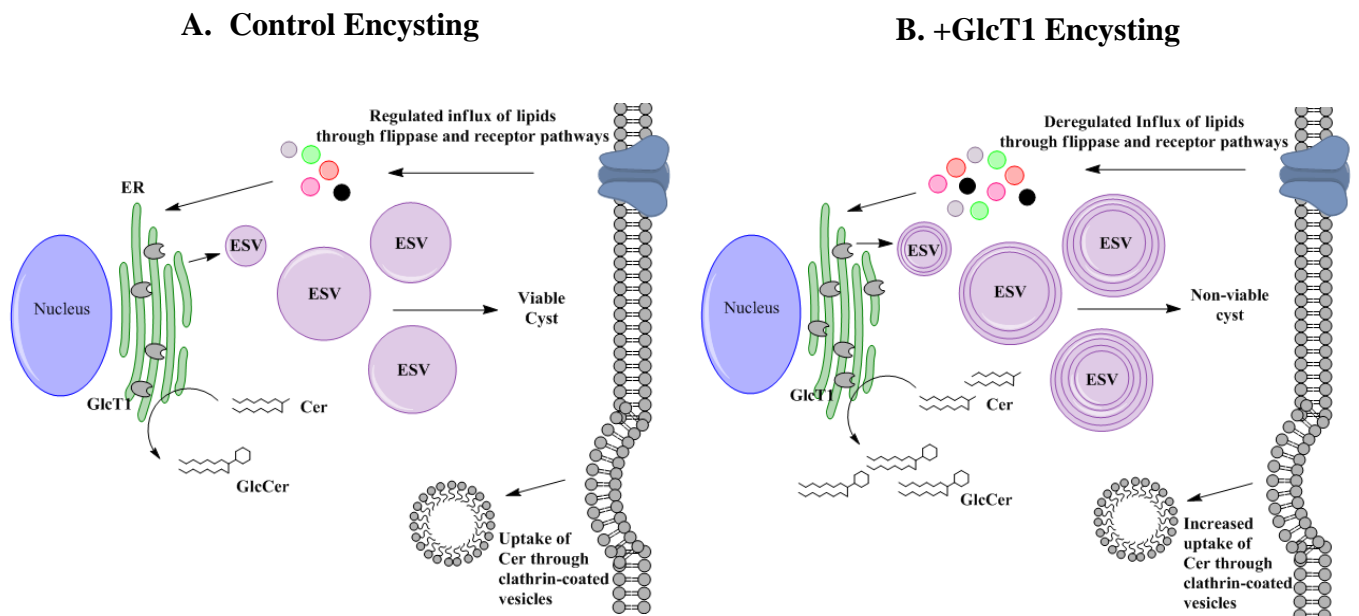 A. Control Encysting
Regulated influx of lipids
through flippase and receptor pathways
ER
ESV
ESV
ESV
ESV
Nucleus
Viable
Cyst
GlcT1
Cer
GlcCer
Uptake of
Cer through
clathrin-coated
vesicles
B. +GlcT1 Encysting
Deregulated Influx of lipids
through flippase and receptor pathways
ESV
ESV
ESV
ESV
Nucleus
Non-viable
cyst
GlcT1
Cer
GlcCer
Increased
uptake of
Cer through
clathrin-coated
vesicles